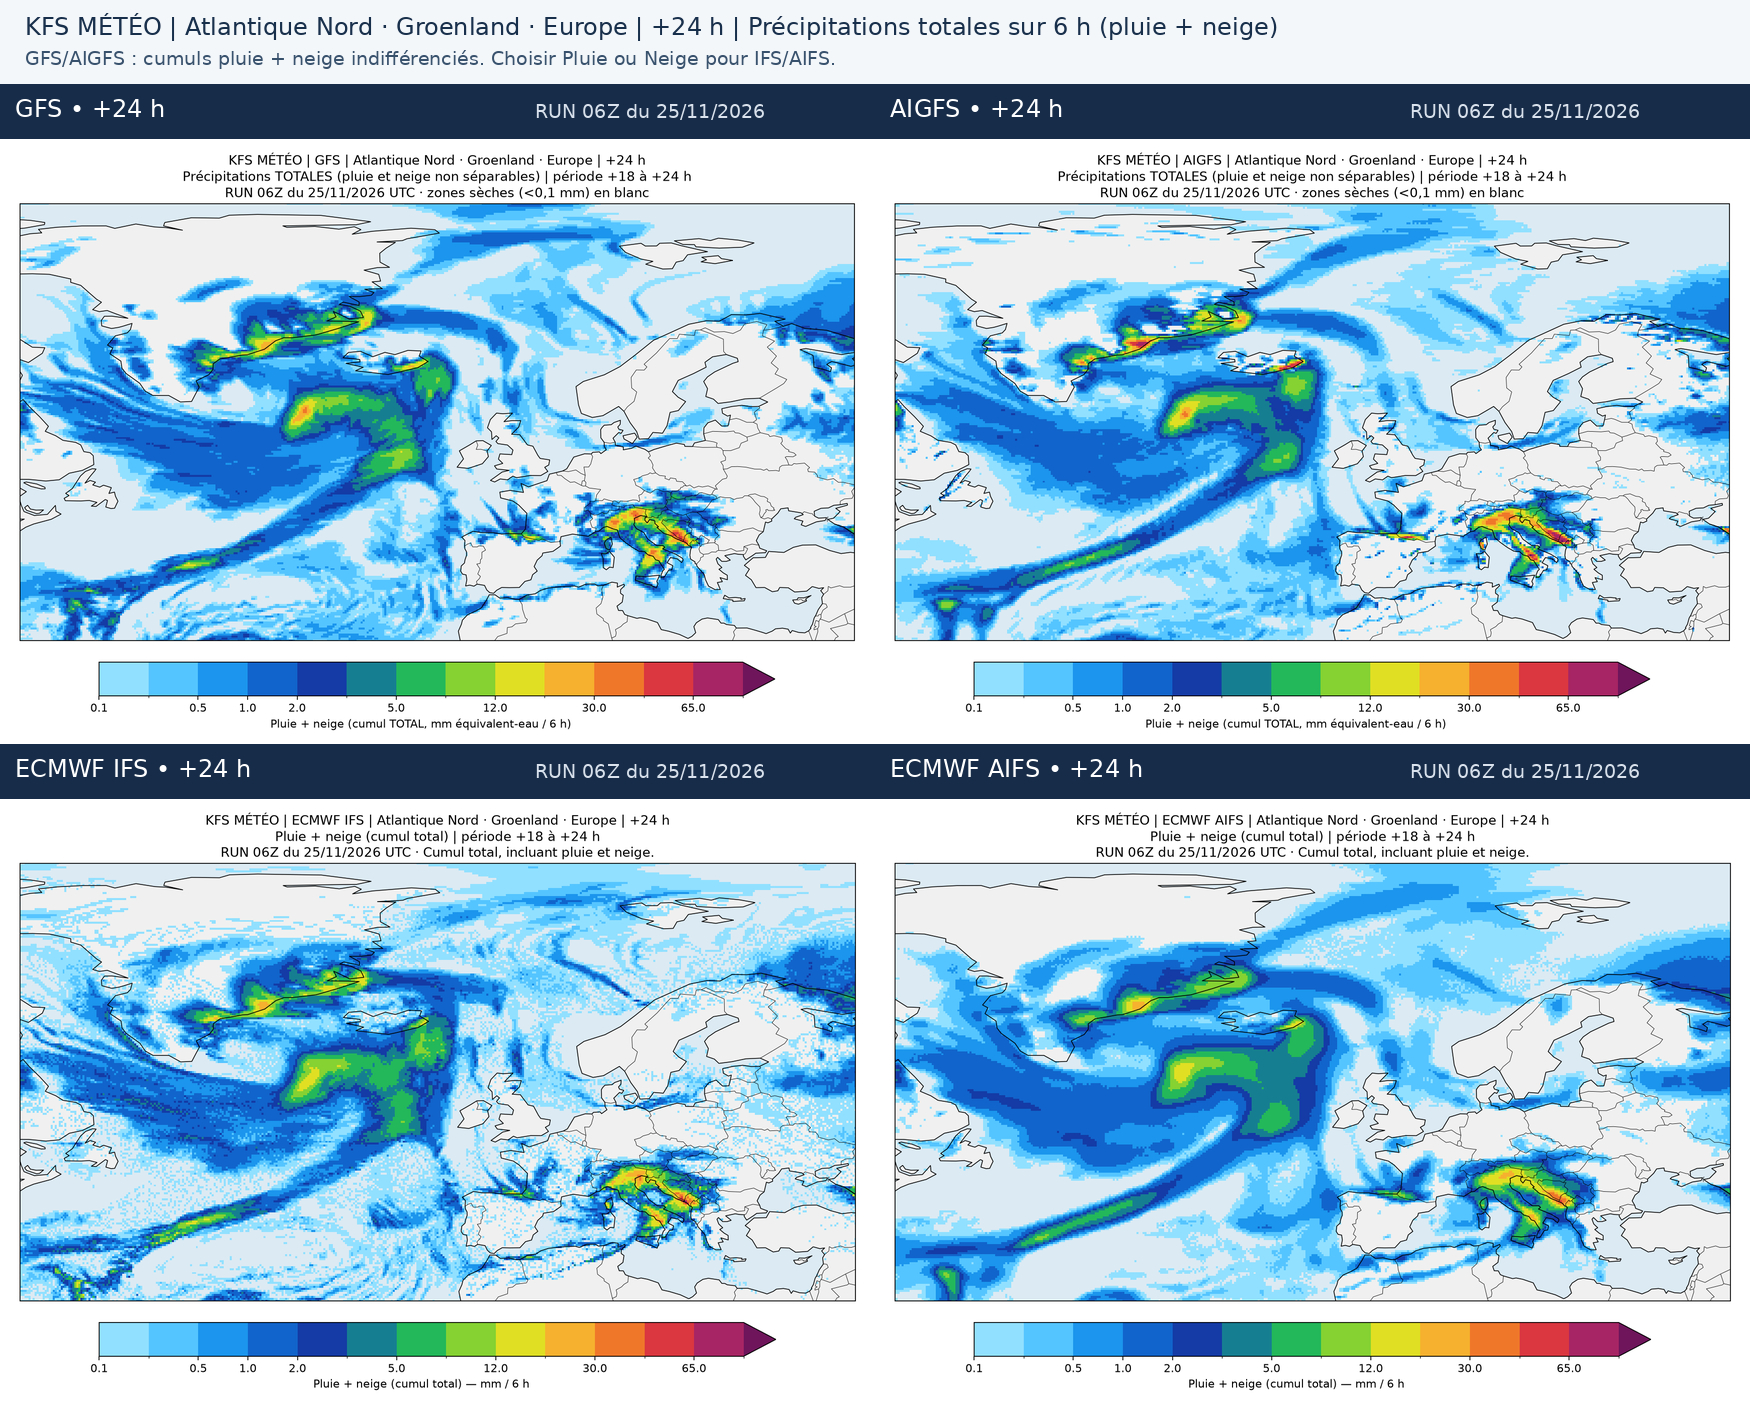 KFS MÉTÉO | Atlantique Nord · Groenland · Europe | +24 h | Précipitations totales sur 6 h (pluie + neige)
GFS/AIGFS : cumuls pluie + neige indifférenciés. Choisir Pluie ou Neige pour IFS/AIFS.
GFS • +24 h
RUN 06Z du 25/11/2026
AIGFS • +24 h
RUN 06Z du 25/11/2026
KFS MÉTÉO | GFS | Atlantique Nord · Groenland · Europe | +24 h
Précipitations TOTALES (pluie et neige non séparables) | période +18 à +24 h
RUN 06Z du 25/11/2026 UTC · zones sèches (<0,1 mm) en blanc
KFS MÉTÉO | AIGFS | Atlantique Nord · Groenland · Europe | +24 h
Précipitations TOTALES (pluie et neige non séparables) | période +18 à +24 h
RUN 06Z du 25/11/2026 UTC · zones sèches (<0,1 mm) en blanc
0.1 0.5 1.0 2.0 5.0 12.0 30.0 65.0
Pluie + neige (cumul TOTAL, mm équivalent-eau / 6 h)
0.1 0.5 1.0 2.0 5.0 12.0 30.0 65.0
Pluie + neige (cumul TOTAL, mm équivalent-eau / 6 h)
ECMWF IFS • +24 h
RUN 06Z du 25/11/2026
ECMWF AIFS • +24 h
RUN 06Z du 25/11/2026
KFS MÉTÉO | ECMWF IFS | Atlantique Nord · Groenland · Europe | +24 h
Pluie + neige (cumul total) | période +18 à +24 h
RUN 06Z du 25/11/2026 UTC · Cumul total, incluant pluie et neige.
KFS MÉTÉO | ECMWF AIFS | Atlantique Nord · Groenland · Europe | +24 h
Pluie + neige (cumul total) | période +18 à +24 h
RUN 06Z du 25/11/2026 UTC · Cumul total, incluant pluie et neige.
0.1 0.5 1.0 2.0 5.0 12.0 30.0 65.0
Pluie + neige (cumul total) — mm / 6 h
0.1 0.5 1.0 2.0 5.0 12.0 30.0 65.0
Pluie + neige (cumul total) — mm / 6 h